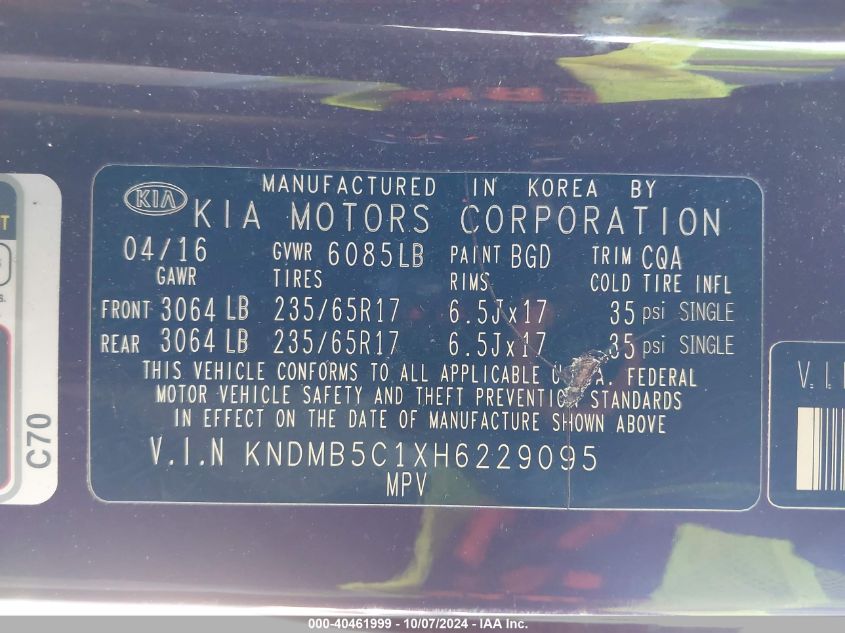 MANUFACTURED IN KOREA BY
KIA KIA MOTORS CORPORATION
04/16 GVWR 6085LB PAINT BGD TRIM CQA
GAWR TIRES RIMS COLD TIRE INFL
FRONT 3064 LB 235/65R17 6.5Jx17 35 psi SINGLE
REAR 3064 LB 235/65R17 6.5Jx17 35 psi SINGLE
THIS VEHICLE CONFORMS TO ALL APPLICABLE FEDERAL
MOTOR VEHICLE SAFETY AND THEFT PREVENTION STANDARDS
IN EFFECT ON THE DATE OF MANUFACTURE SHOWN ABOVE
V.I.N KNDMB5C1XH6229095
MPV
C70
V.I.
000-40461999 - 10/07/2024 - IAA Holdings, LLC.